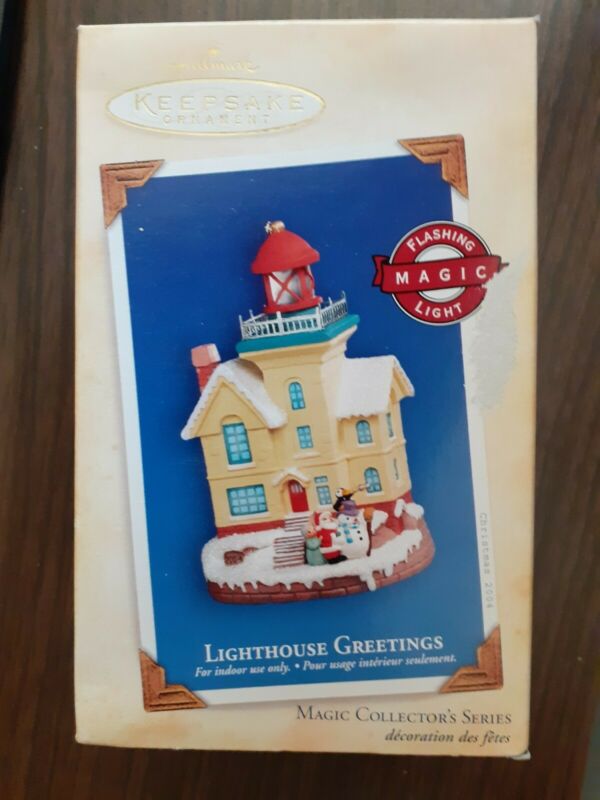 Hallmark
KEEPSAKE
ORNAMENT
FLASHING
MAGIC
LIGHT
Christmas 2004
LIGHTHOUSE GREETINGS
For indoor use only. • Pour usage intérieur seulement.
MAGIC COLLECTOR'S SERIES
décoration des fêtes